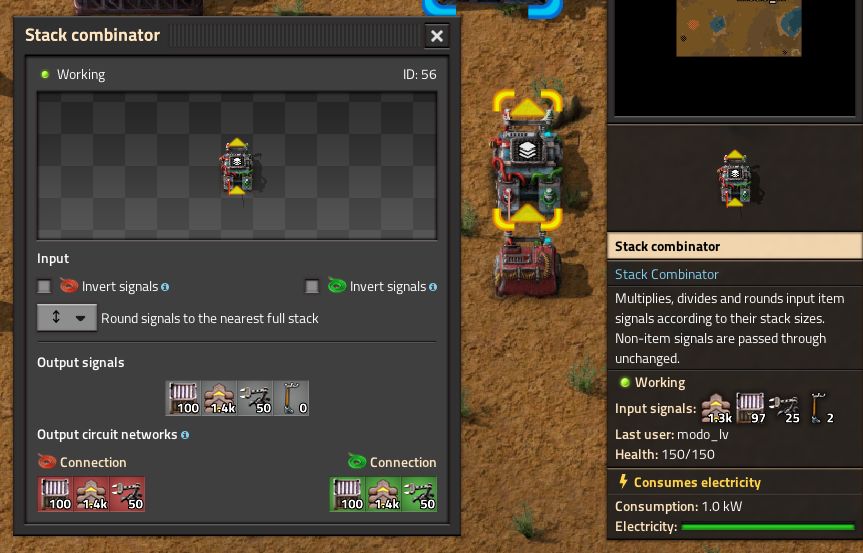 Stack combinator
Working
ID: 56
Input
Invert signals
Invert signals
Round signals to the nearest full stack
Output signals
100 1.4k 50 0
Output circuit networks
Connection
Connection
100 1.4k 50
100 1.4k 50
Stack combinator
Stack Combinator
Multiplies, divides and rounds input item
signals according to their stack sizes.
Non-item signals are passed through
unchanged.
Working
Input signals: 1.3k 97 25 2
Last user: modo_lv
Health: 150/150
Consumes electricity
Consumption: 1.0 kW
Electricity: